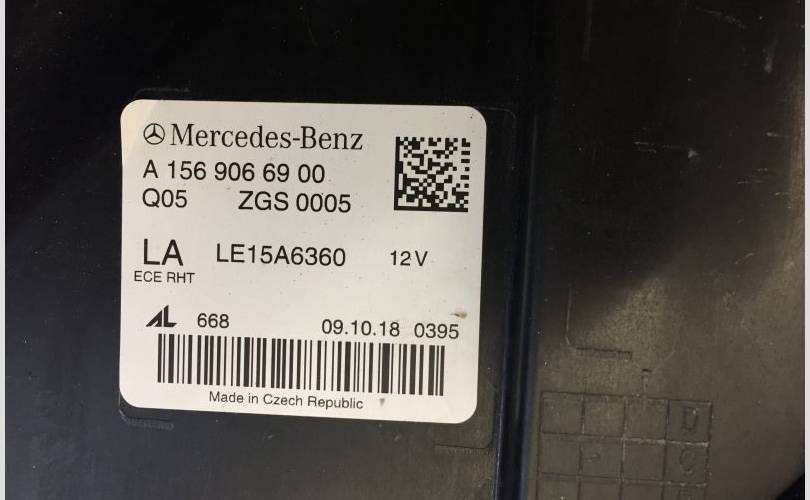 Mercedes-Benz
A 156 906 69 00
Q05 ZGS 0005
LA LE15A6360 12V
ECE RHT
AL 668 09.10.18 0395
Made in Czech Republic
D
P C